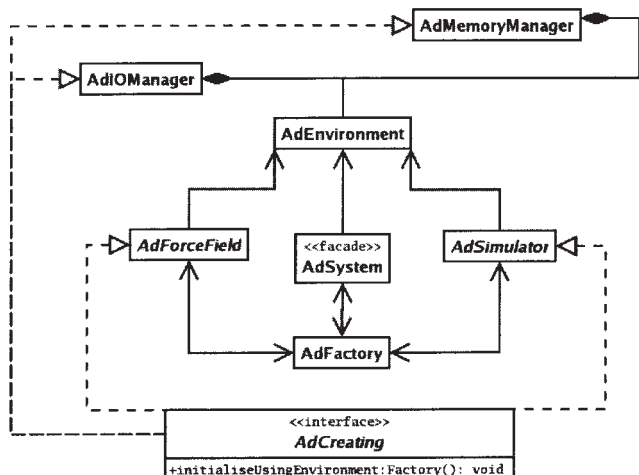 AdMemoryManager
AdIOManager
AdEnvironment
AdForceField
<<facade>>
AdSystem
AdSimulator
AdFactory
<<interface>>
AdCreating
+initialiseUsingEnvironment:Factory(): void